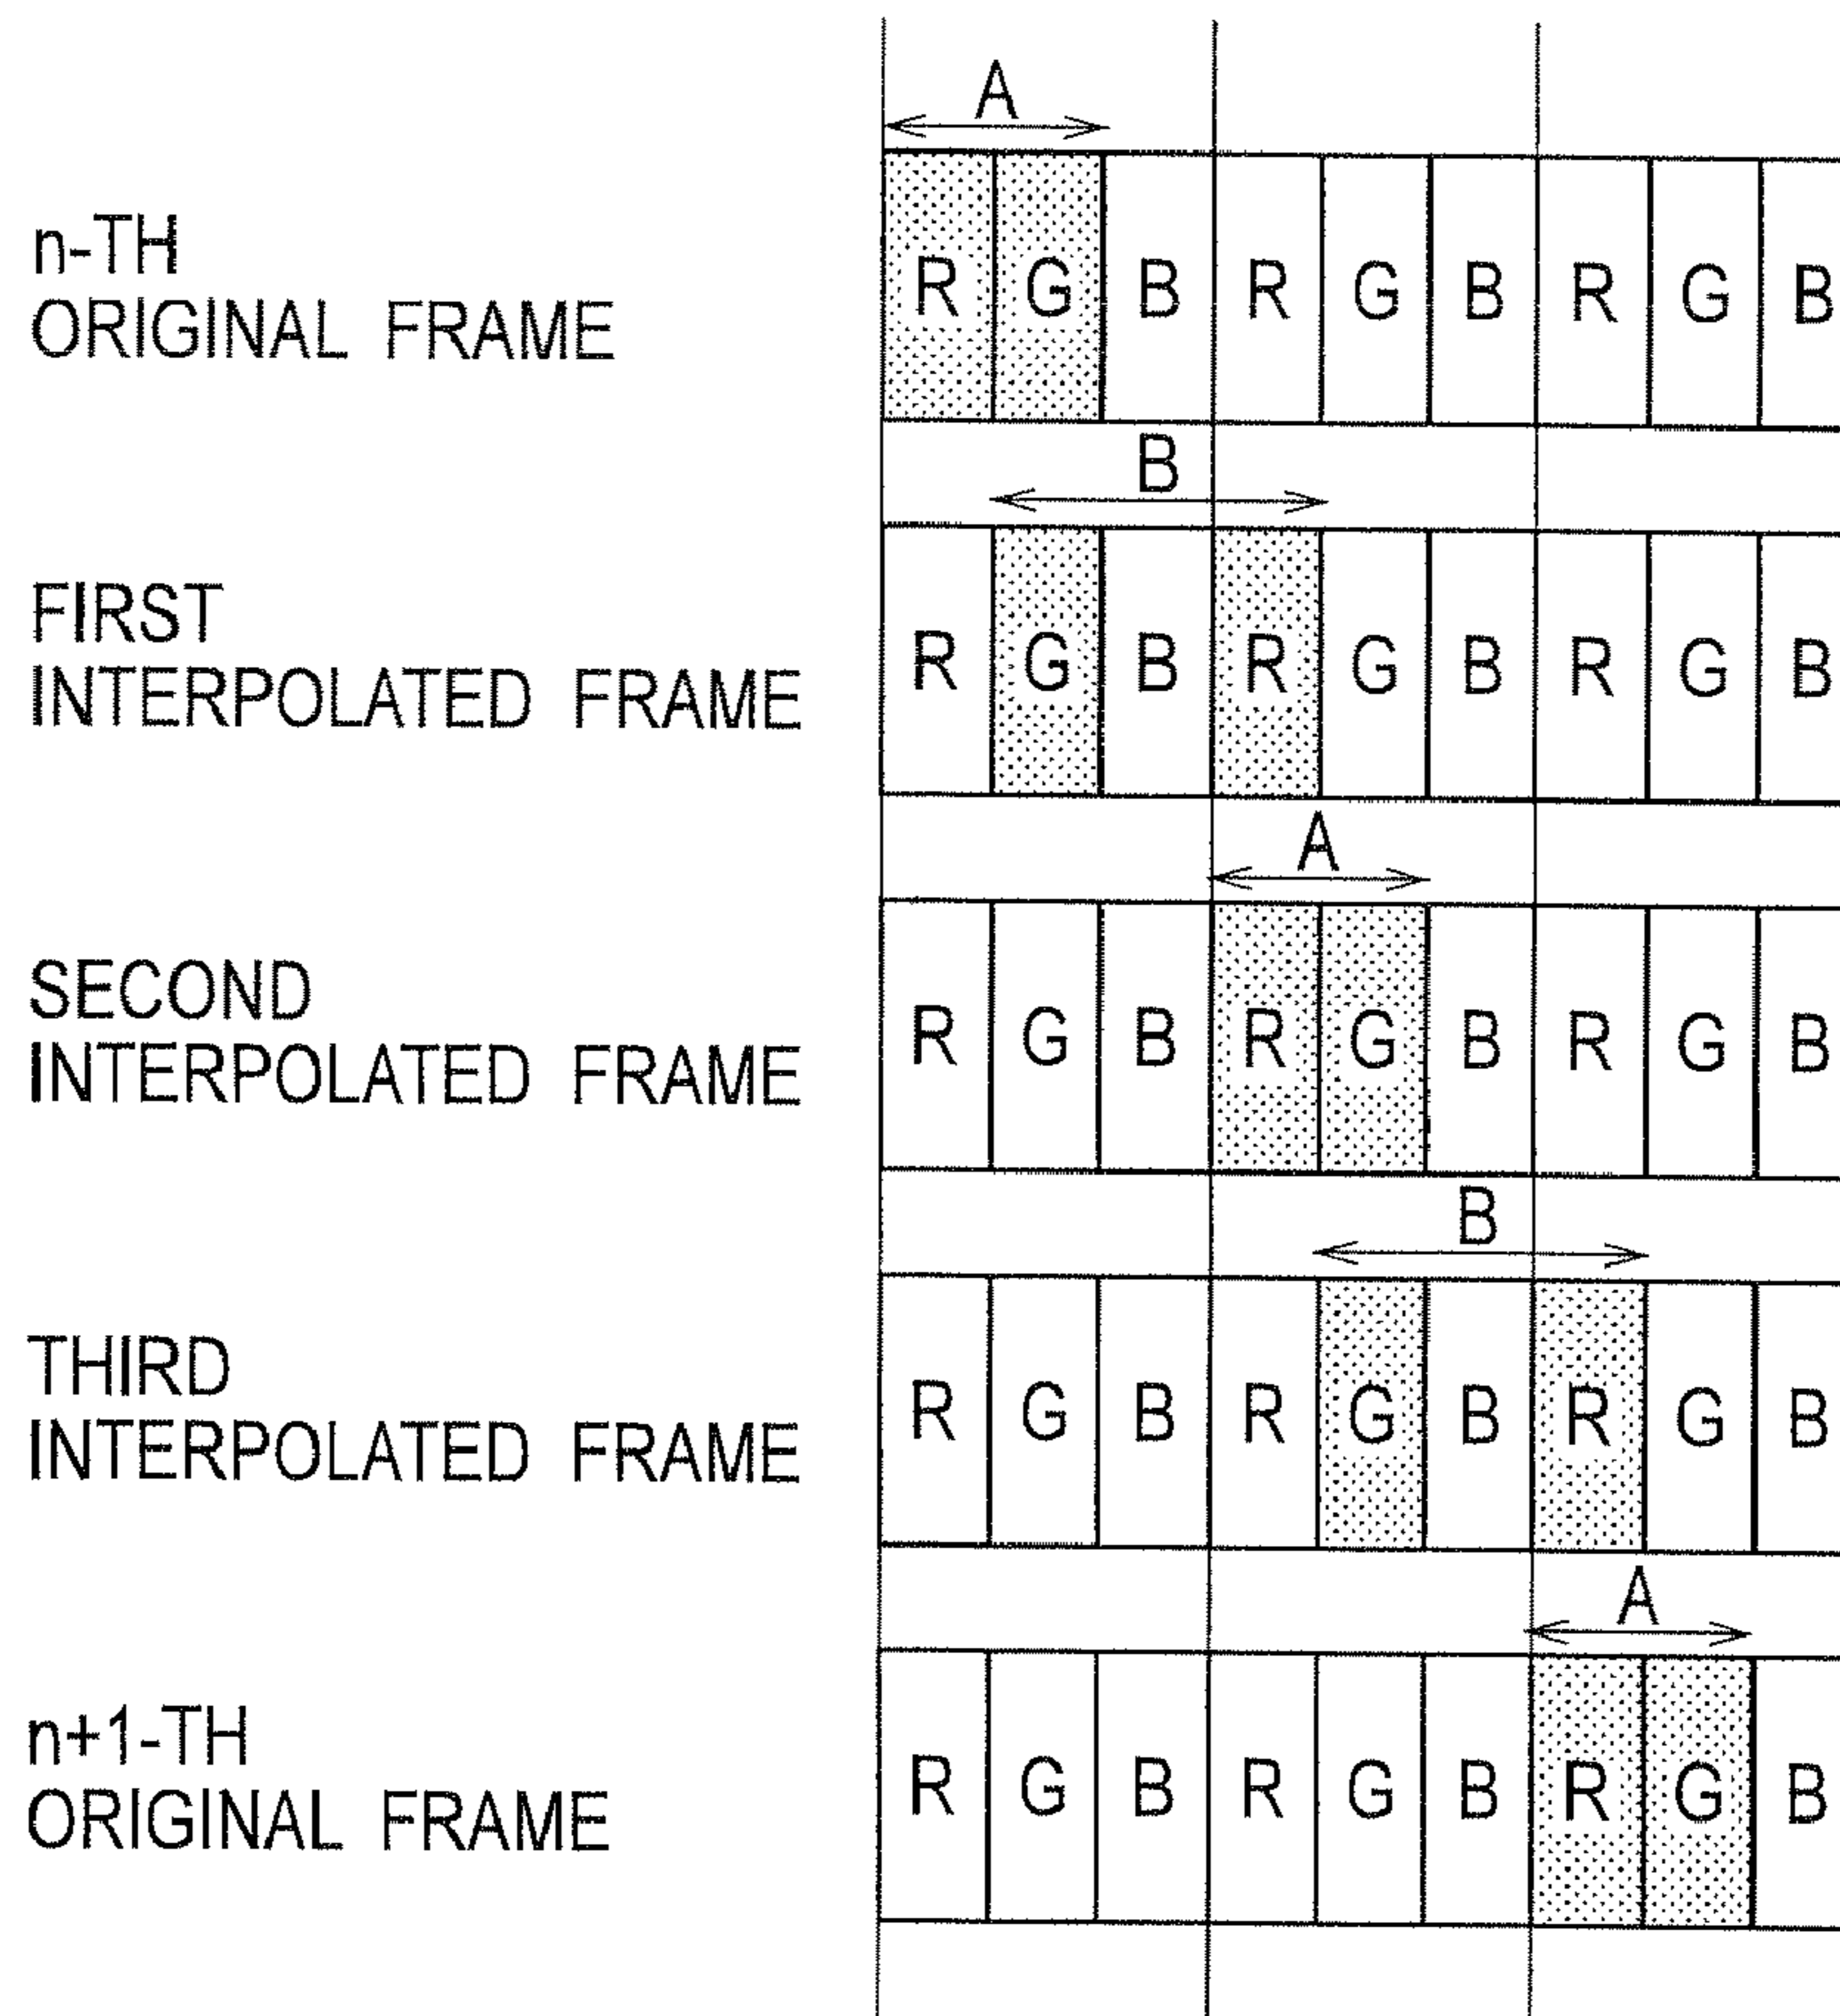 A
n-TH
ORIGINAL FRAME
R G B R G B R G B
B
FIRST
INTERPOLATED FRAME
R G B R G B R G B
A
SECOND
INTERPOLATED FRAME
R G B R G B R G B
B
THIRD
INTERPOLATED FRAME
R G B R G B R G B
A
n+1-TH
ORIGINAL FRAME
R G B R G B R G B